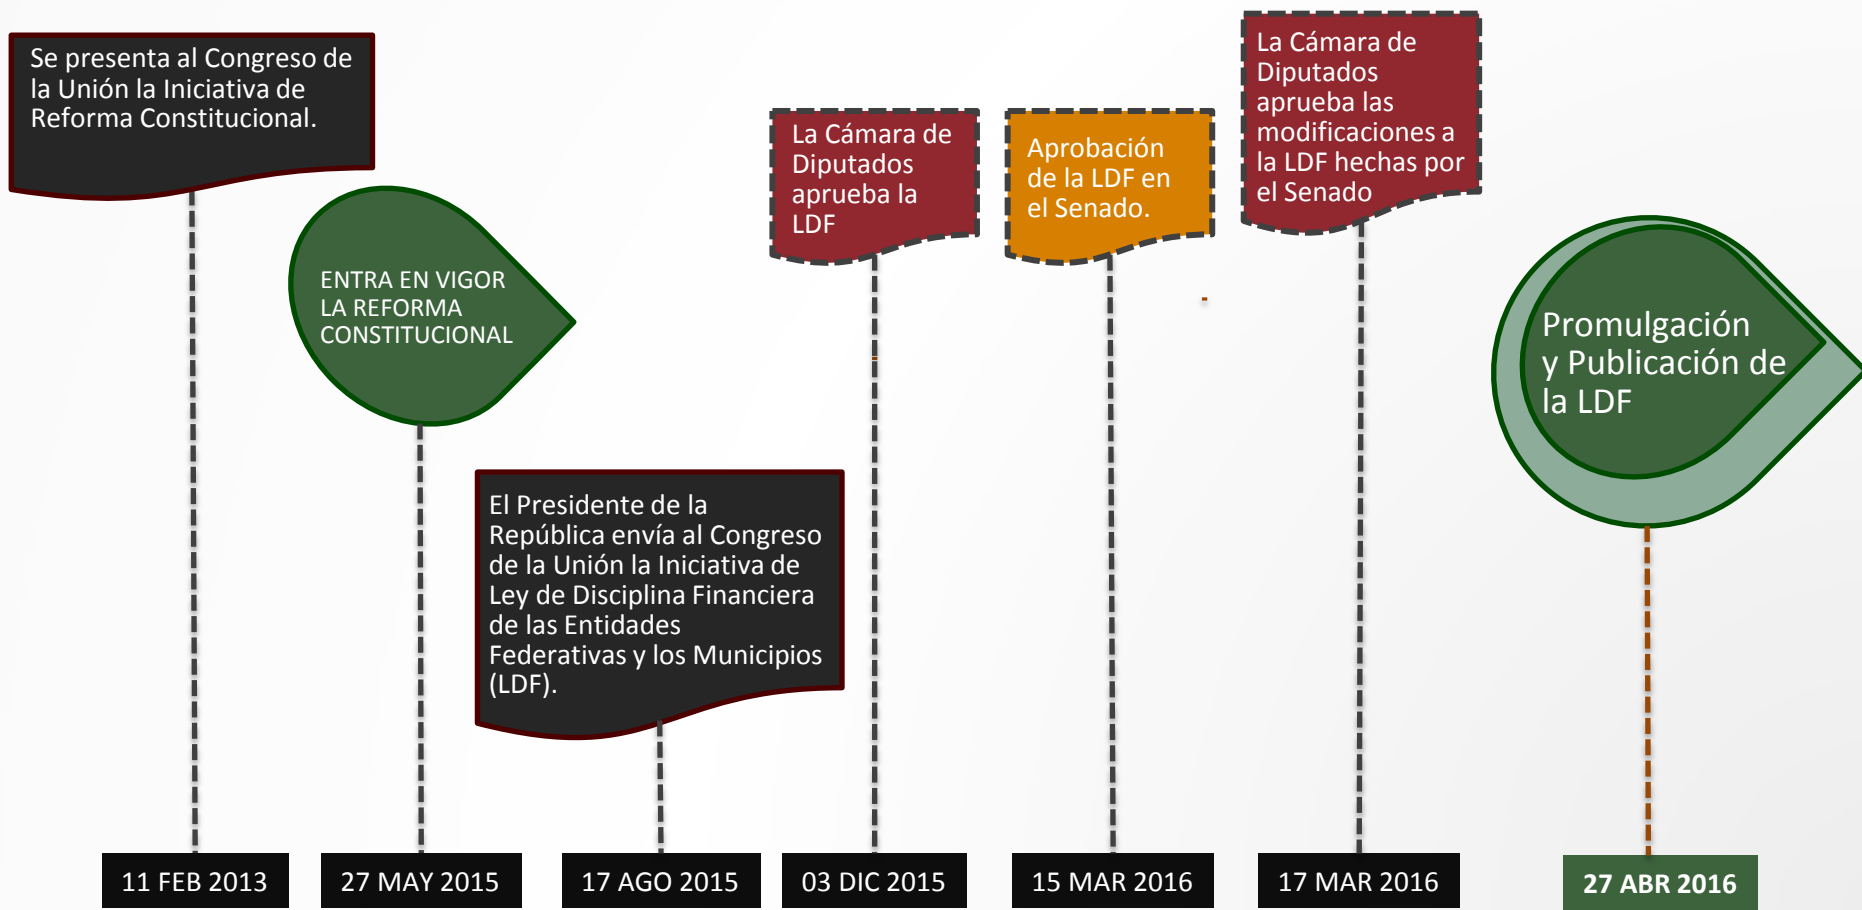 Se presenta al Congreso de
la Unión la Iniciativa de
Reforma Constitucional.
ENTRA EN VIGOR
LA REFORMA
CONSTITUCIONAL
El Presidente de la
República envía al Congreso
de la Unión la Iniciativa de
Ley de Disciplina Financiera
de las Entidades
Federativas y los Municipios
(LDF).
La Cámara de
Diputados
aprueba la
LDF
Aprobación
de la LDF en
el Senado.
La Cámara de
Diputados
aprueba las
modificaciones a
la LDF hechas por
el Senado
Promulgación
y Publicación de
la LDF
11 FEB 2013
27 MAY 2015
17 AGO 2015
03 DIC 2015
15 MAR 2016
17 MAR 2016
27 ABR 2016